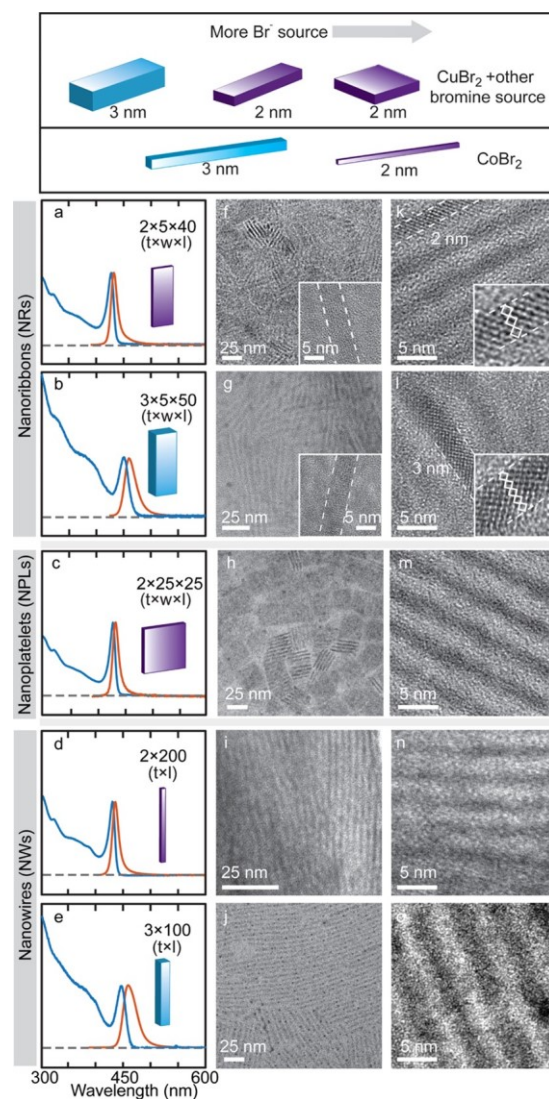 More Br⁻ source
3 nm
2 nm
2 nm
CuBr₂ +other
bromine source
3 nm
2 nm
CoBr₂
Nanoribbons (NRs)
a
2×5×40
(t×w×l)
f
25 nm
5 nm
k
2 nm
5 nm
b
3×5×50
(t×w×l)
g
25 nm
5 nm
l
3 nm
5 nm
Nanoplatelets (NPLs)
c
2×25×25
(t×w×l)
h
25 nm
m
5 nm
Nanowires (NWs)
d
2×200
(t×l)
i
25 nm
n
5 nm
e
3×100
(t×l)
j
25 nm
o
5 nm
300 450 600
Wavelength (nm)